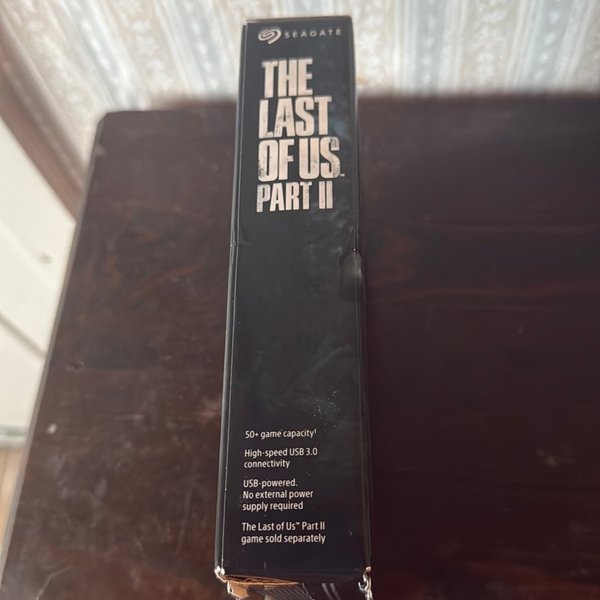 SEAGATE
THE
LAST
OF US™
PART II
50+ game capacity¹
High-speed USB 3.0
connectivity
USB-powered.
No external power
supply required
The Last of Us™ Part II
game sold separately